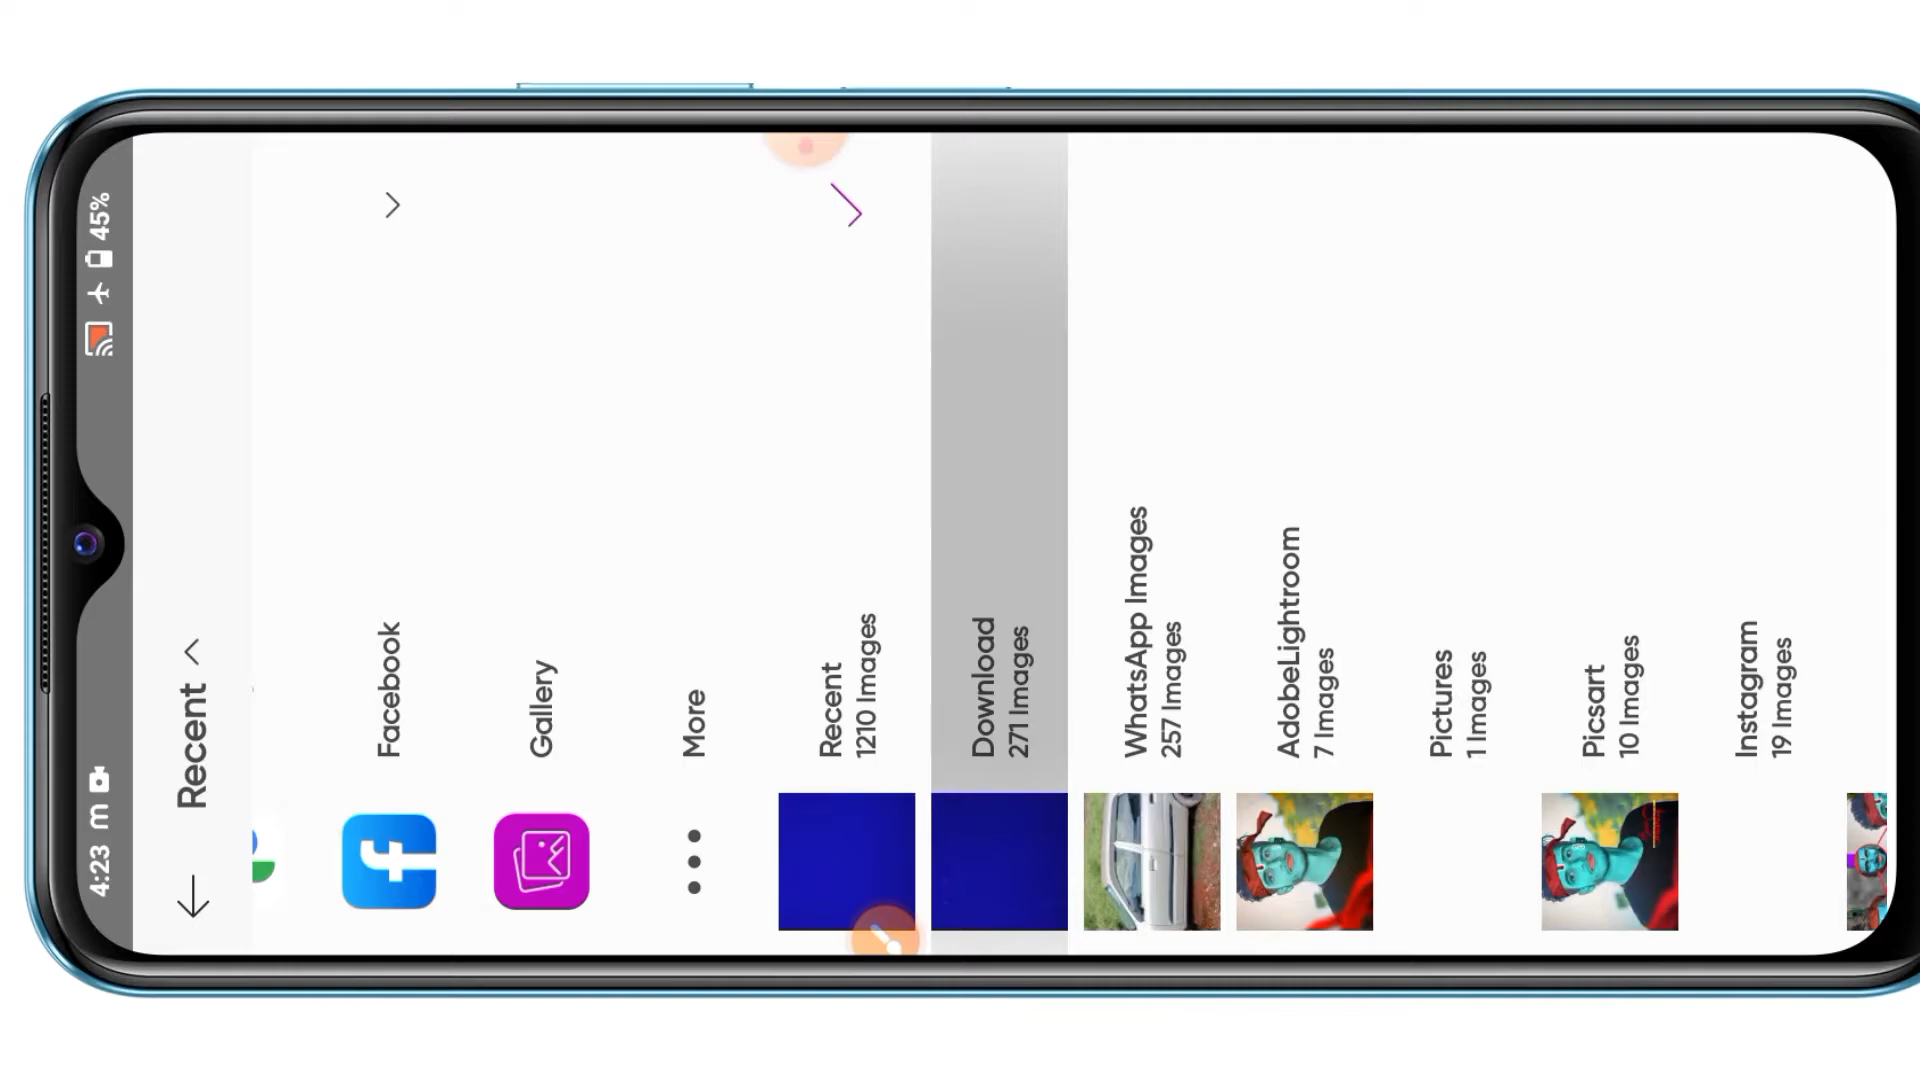 4:23 m 45%
Recent
Facebook
Gallery
More
Recent
1210 Images
Download
271 Images
WhatsApp Images
257 Images
AdobeLightroom
7 Images
Pictures
1 Images
Picsart
10 Images
Instagram
19 Images